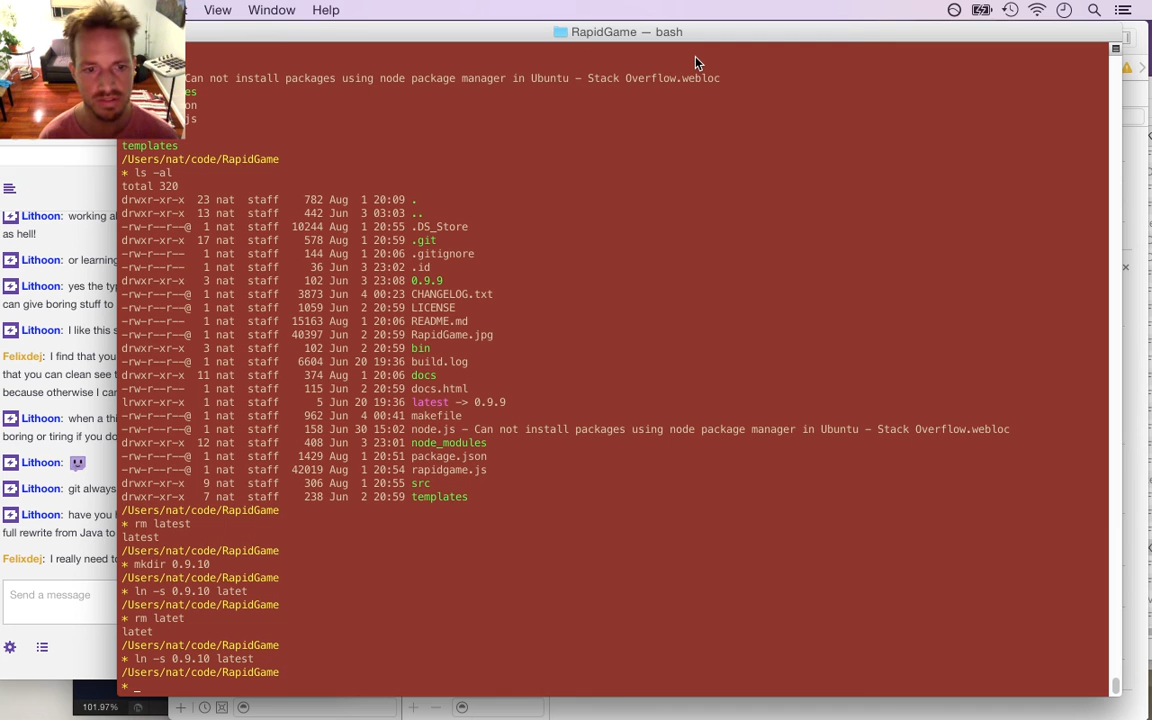 View Window Help
RapidGame — bash
Can not install packages using node package manager in Ubuntu - Stack Overflow.webloc
es
on
js
templates
/Users/nat/code/RapidGame
* ls -al
total 320
drwxr-xr-x 23 nat staff 782 Aug 1 20:09 .
drwxr-xr-x 13 nat staff 442 Jun 3 03:03 ..
-rw-r--r--@ 1 nat staff 10244 Aug 1 20:55 .DS_Store
drwxr-xr-x 17 nat staff 578 Aug 1 20:59 .git
-rw-r--r-- 1 nat staff 144 Aug 1 20:06 .gitignore
-rw-r--r-- 1 nat staff 36 Jun 3 23:02 .id
drwxr-xr-x 3 nat staff 102 Jun 3 23:08 0.9.9
-rw-r--r--@ 1 nat staff 3873 Jun 4 00:23 CHANGELOG.txt
-rw-r--r--@ 1 nat staff 1059 Jun 2 20:59 LICENSE
-rw-r--r-- 1 nat staff 15163 Aug 1 20:06 README.md
-rw-r--r--@ 1 nat staff 40397 Jun 2 20:59 RapidGame.jpg
drwxr-xr-x 3 nat staff 102 Jun 2 20:59 bin
-rw-r--r--@ 1 nat staff 6604 Jun 20 19:36 build.log
drwxr-xr-x 11 nat staff 374 Aug 1 20:06 docs
-rw-r--r-- 1 nat staff 115 Jun 2 20:59 docs.html
lrwxr-xr-x 1 nat staff 5 Jun 20 19:36 latest -> 0.9.9
-rw-r--r--@ 1 nat staff 962 Jun 4 00:41 makefile
-rw-r--r--@ 1 nat staff 158 Jun 30 15:02 node.js - Can not install packages using node package manager in Ubuntu - Stack Overflow.webloc
drwxr-xr-x 12 nat staff 408 Jun 3 23:01 node_modules
-rw-r--r--@ 1 nat staff 1429 Aug 1 20:51 package.json
-rw-r--r--@ 1 nat staff 42019 Aug 1 20:54 rapidgame.js
drwxr-xr-x 9 nat staff 306 Aug 1 20:55 src
drwxr-xr-x 7 nat staff 238 Jun 2 20:59 templates
/Users/nat/code/RapidGame
* rm latest
latest
/Users/nat/code/RapidGame
* mkdir 0.9.10
/Users/nat/code/RapidGame
* ln -s 0.9.10 latet
/Users/nat/code/RapidGame
* rm latet
latet
/Users/nat/code/RapidGame
* ln -s 0.9.10 latest
/Users/nat/code/RapidGame
* _
Lithoon: working al
as hell!
Lithoon: or learning
Lithoon: yes the typ
can give boring stuff to
Lithoon: I like this s
Felixdej: I find that you
that you can clean see t
because otherwise I can
Lithoon: when a thi
boring or tiring if you do
Lithoon:
Lithoon: git always
Lithoon: have you
full rewrite from Java to
Felixdej: I really need to
Send a message
101.97%